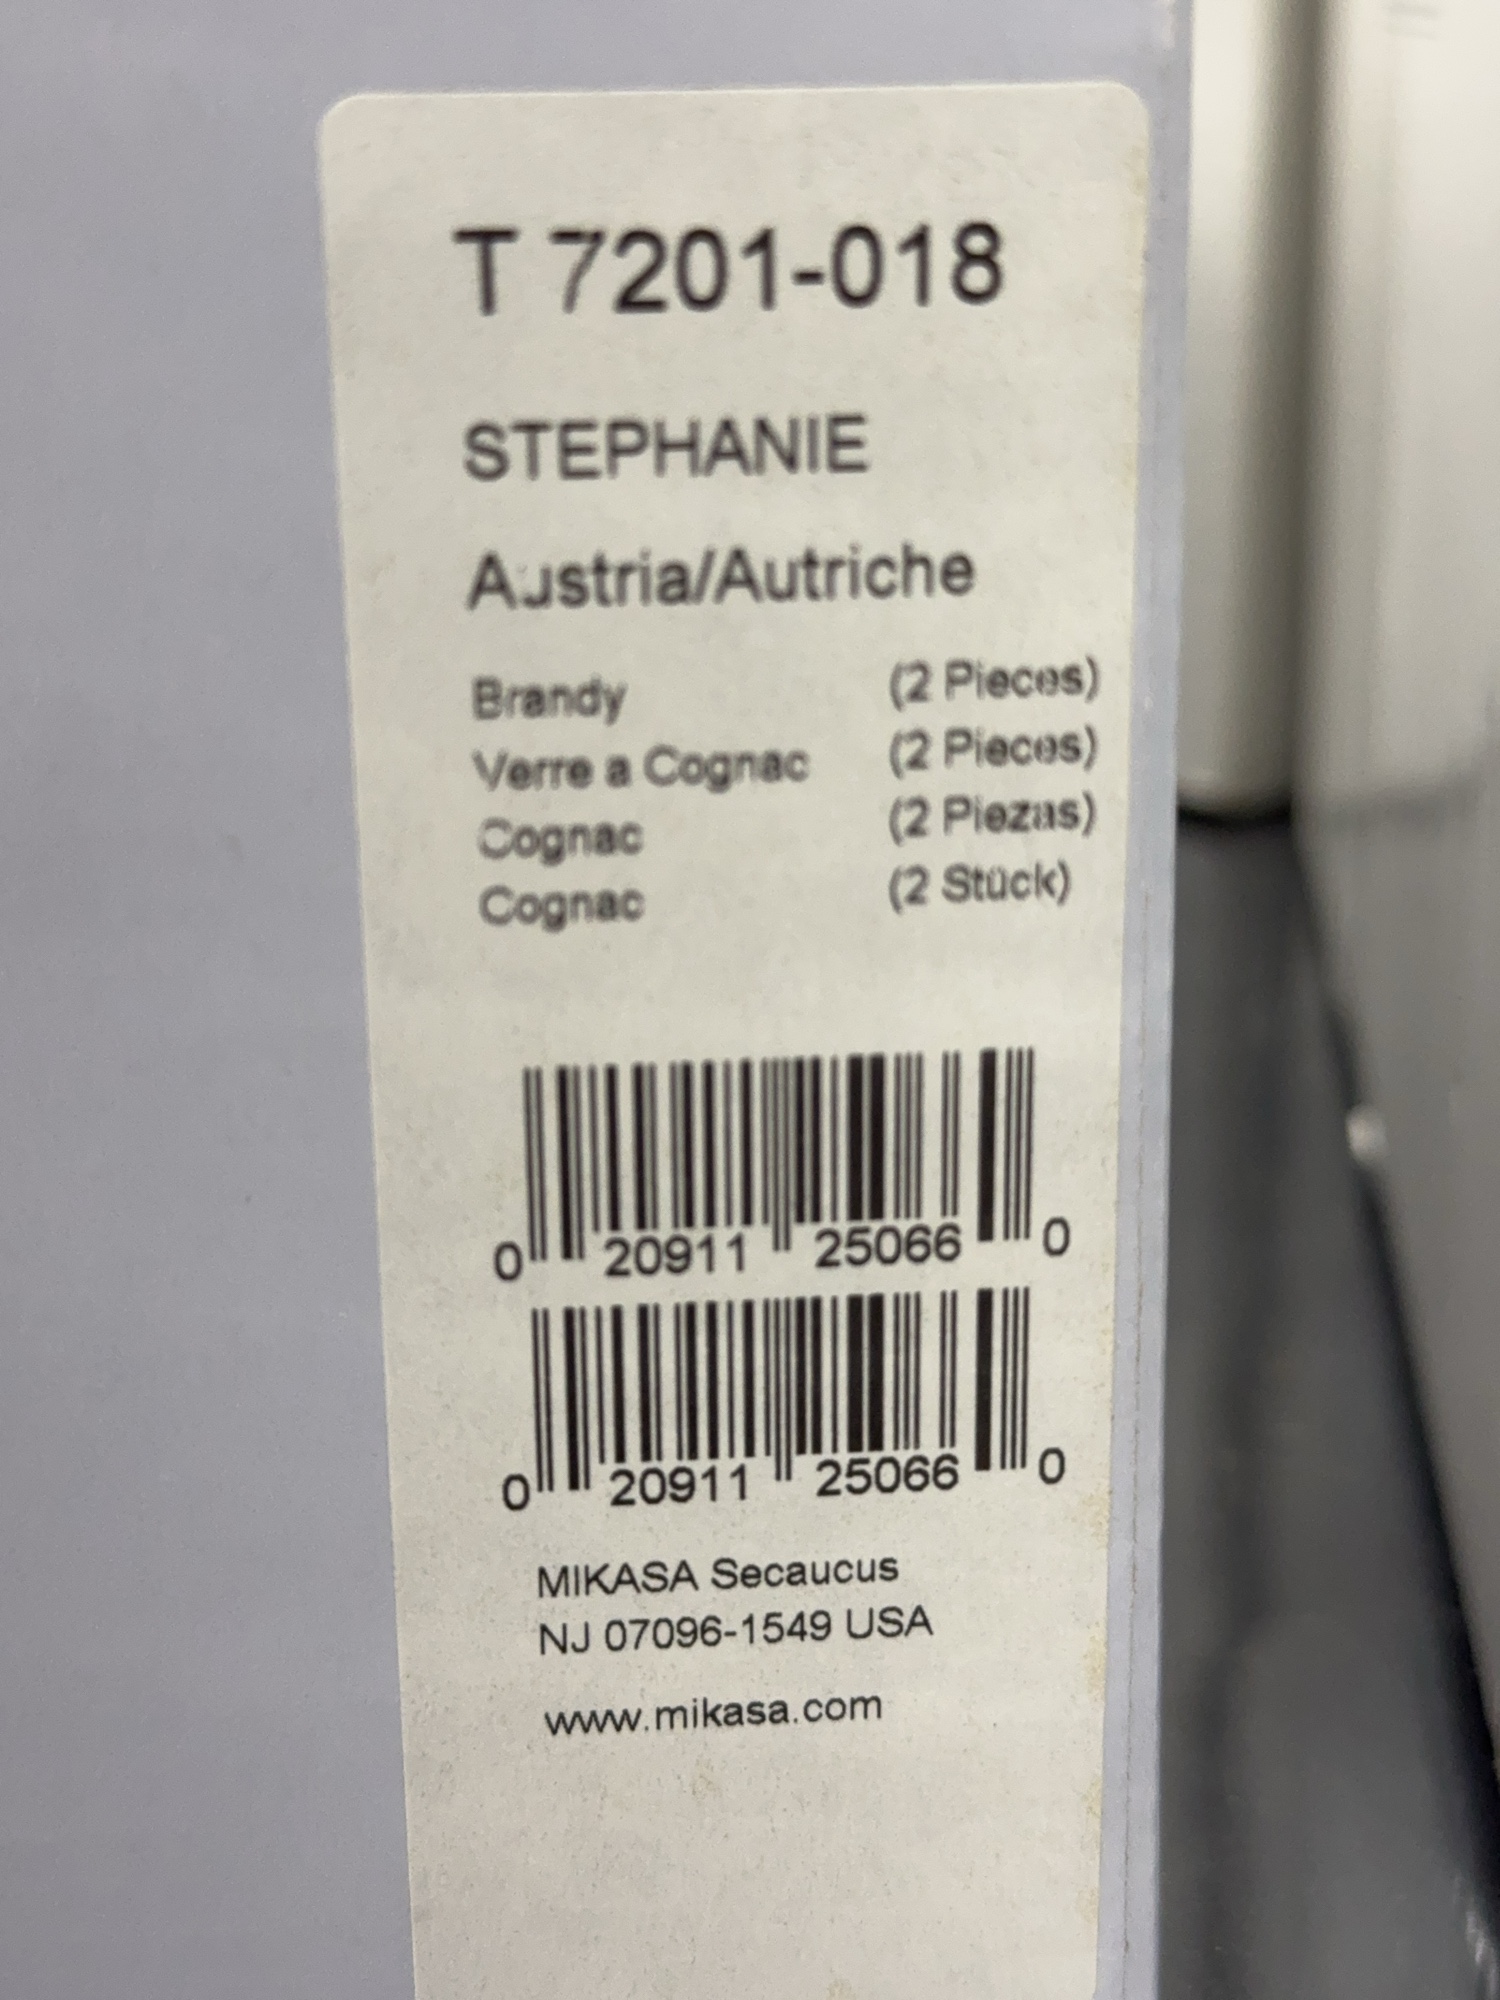 T 7201-018
STEPHANIE
Austria/Autriche
Brandy (2 Pieces)
Verre a Cognac (2 Pieces)
Cognac (2 Piezas)
Cognac (2 Stück)
0 20911 25066 0
0 20911 25066 0
MIKASA Secaucus
NJ 07096-1549 USA
www.mikasa.com